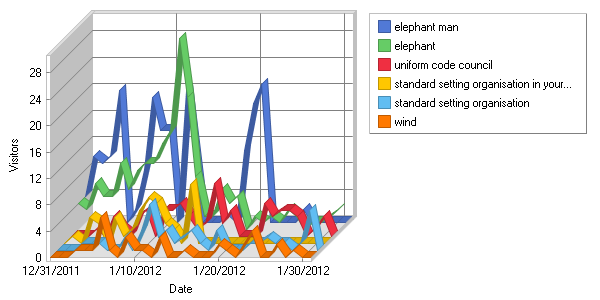 elephant man
elephant
uniform code council
standard setting organisation in your...
standard setting organisation
wind
Visitors
28
24
20
16
12
8
4
0
12/31/2011
1/10/2012
1/20/2012
1/30/2012
Date